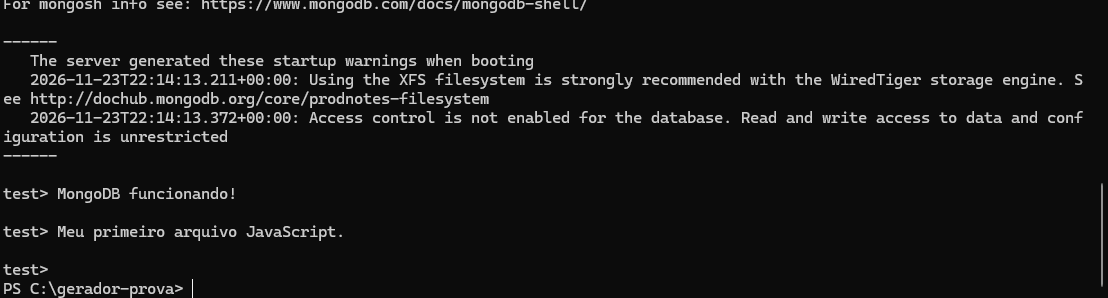 For mongosh info see: https://www.mongodb.com/docs/mongodb-shell/
------
The server generated these startup warnings when booting
2026-11-23T22:14:13.211+00:00: Using the XFS filesystem is strongly recommended with the WiredTiger storage engine. S
ee http://dochub.mongodb.org/core/prodnotes-filesystem
2026-11-23T22:14:13.372+00:00: Access control is not enabled for the database. Read and write access to data and conf
iguration is unrestricted
------
test> MongoDB funcionando!
test> Meu primeiro arquivo JavaScript.
test>
PS C:\gerador-prova>